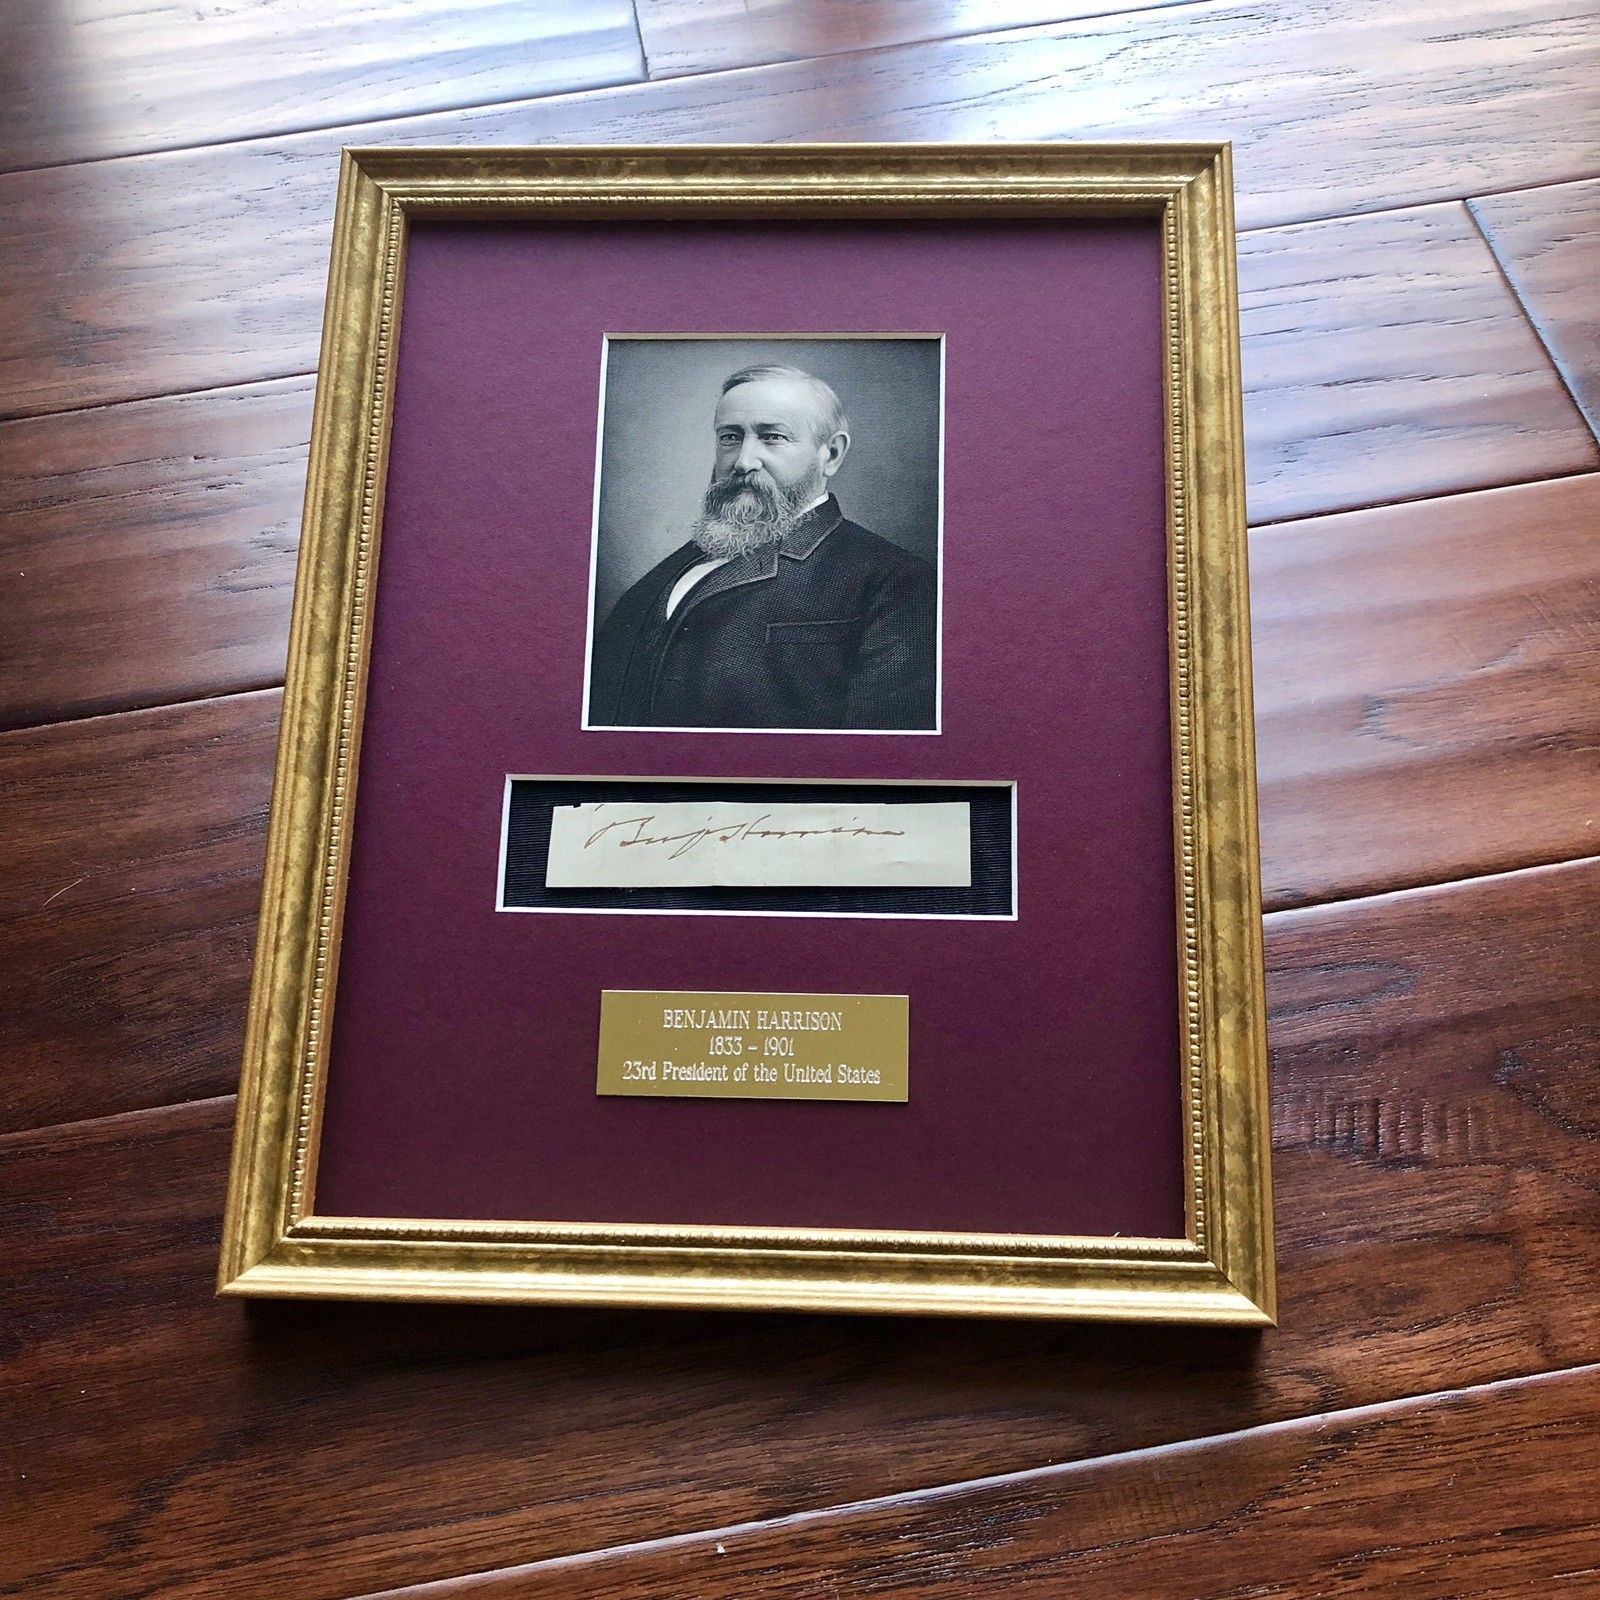 Benj Harrison
BENJAMIN HARRISON
1833 - 1901
23rd President of the United States